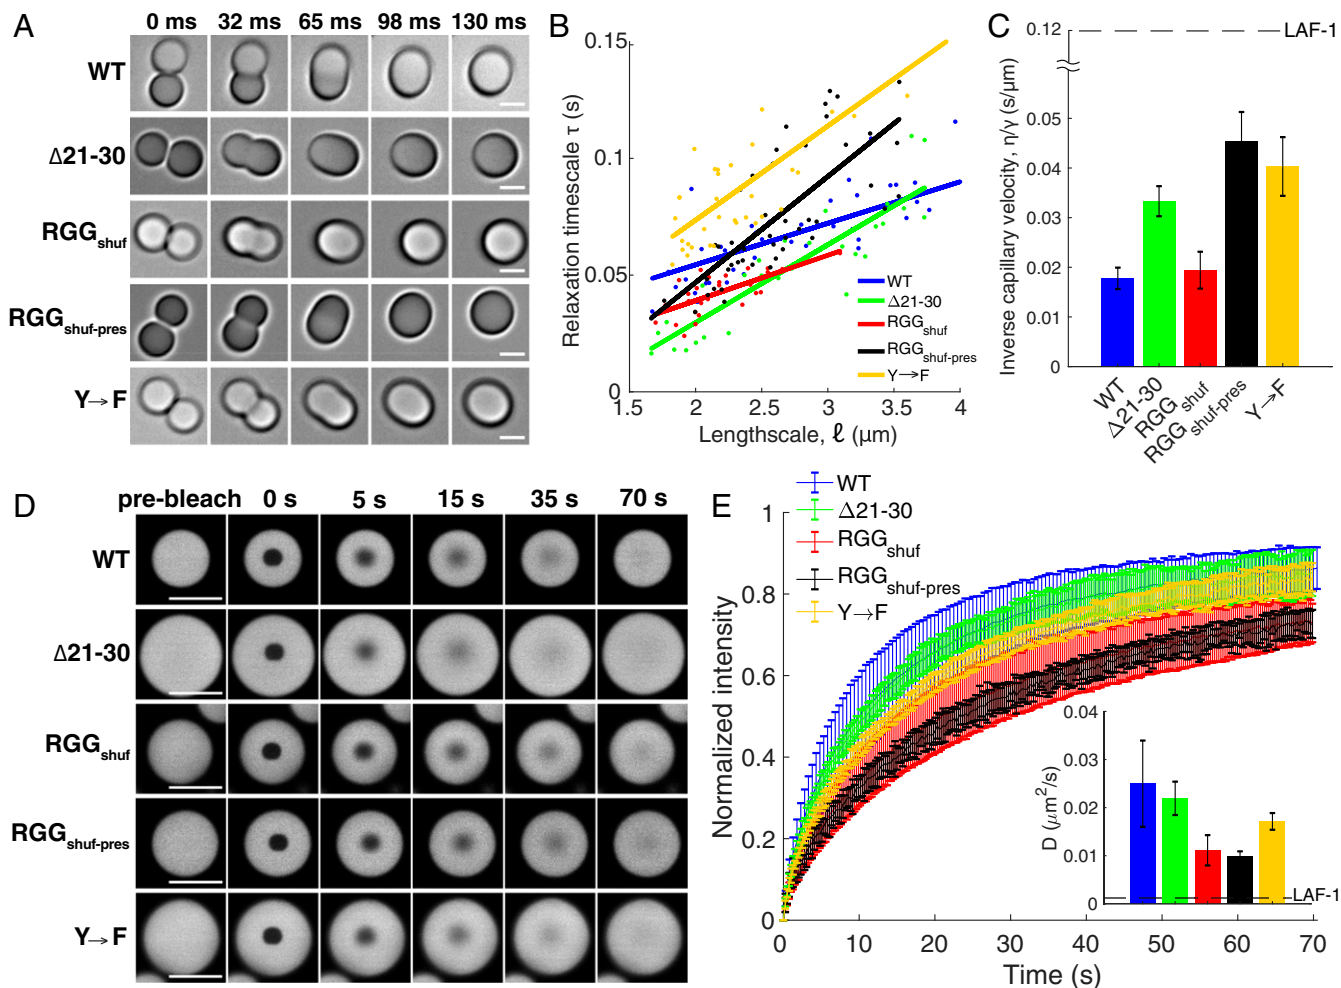 A
0 ms 32 ms 65 ms 98 ms 130 ms
WT
Δ21-30
RGGshuf
RGGshuf-pres
Y→F
B
0.15
0.1
0.05
0
1.5 2 2.5 3 3.5 4
Relaxation timescale τ (s)
Lengthscale, ℓ (μm)
WT
Δ21-30
RGGshuf
RGGshuf-pres
Y→F
C
0.12
LAF-1
0.05
0.04
0.03
0.02
0.01
0
Inverse capillary velocity, η/γ (s/μm)
WT
Δ21-30
RGGshuf
RGGshuf-pres
Y→F
D
pre-bleach 0 s 5 s 15 s 35 s 70 s
WT
Δ21-30
RGGshuf
RGGshuf-pres
Y→F
E
WT
Δ21-30
RGGshuf
RGGshuf-pres
Y→F
1
0.8
0.6
0.4
0.2
0
Normalized intensity
0 10 20 30 40 50 60 70
Time (s)
0.04
0.03
0.02
0.01
0
D (μm²/s)
LAF-1